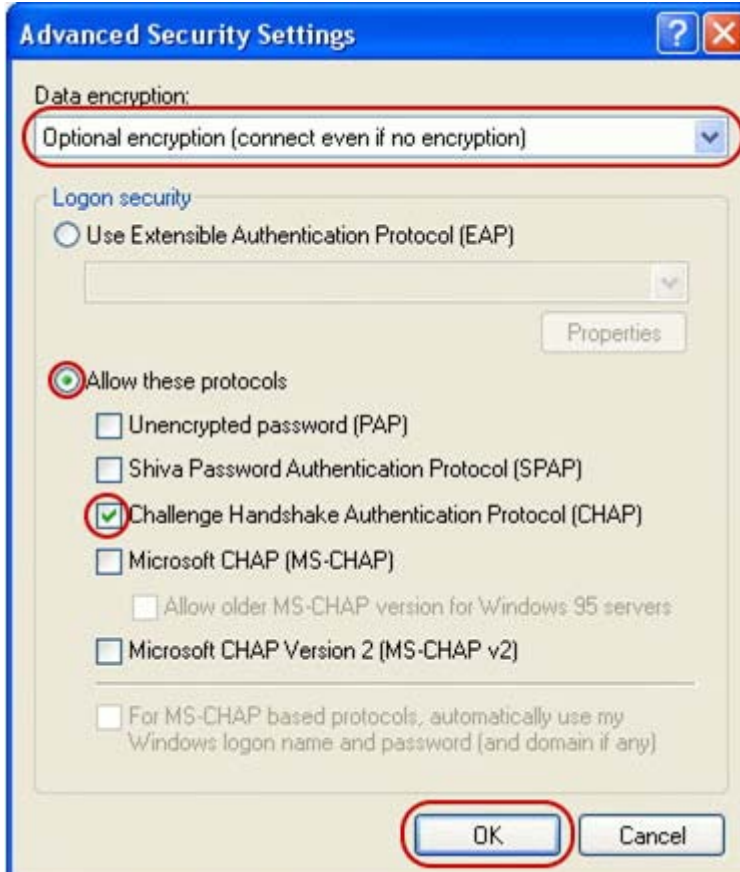 Advanced Security Settings
Data encryption:
Optional encryption (connect even if no encryption)
Logon security
Use Extensible Authentication Protocol (EAP)
Properties
Allow these protocols
Unencrypted password (PAP)
Shiva Password Authentication Protocol (SPAP)
Challenge Handshake Authentication Protocol (CHAP)
Microsoft CHAP (MS-CHAP)
Allow older MS-CHAP version for Windows 95 servers
Microsoft CHAP Version 2 (MS-CHAP v2)
For MS-CHAP based protocols, automatically use my
Windows logon name and password (and domain if any)
OK Cancel